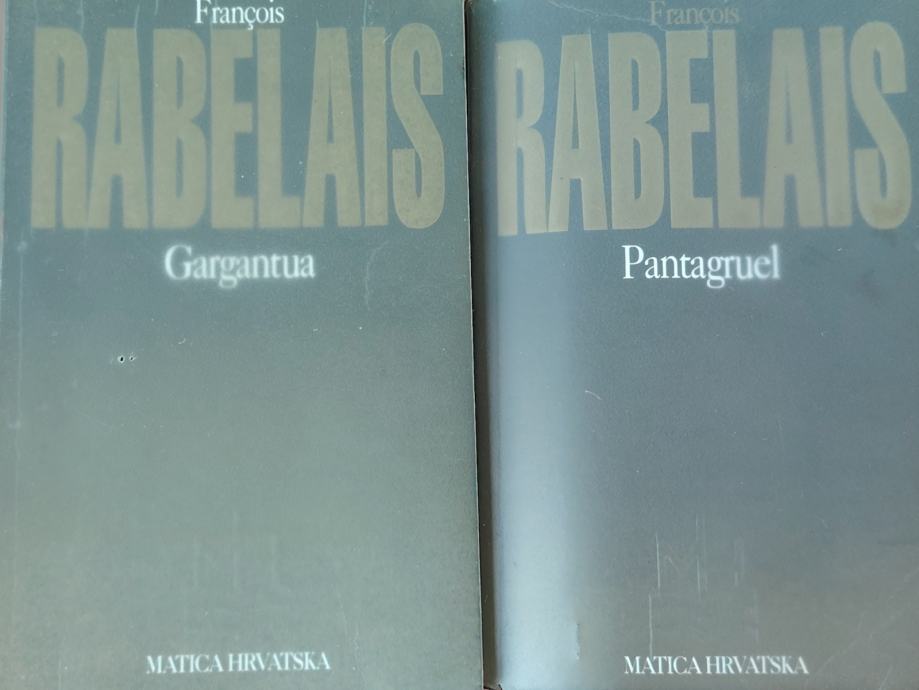 François
RABELAIS
Gargantua
MATICA HRVATSKA
François
RABELAIS
Pantagruel
MATICA HRVATSKA